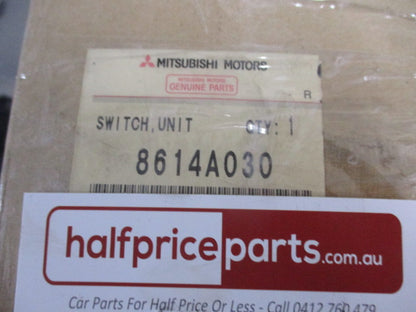 MITSUBISHI MOTORS
MITSUBISHI MOTORS
GENUINE PARTS
R
SWITCH,UNIT QTY: 1
8614A030
halfpriceparts.com.au
Car Parts For Half Price Or Less - Call 0412 760 479